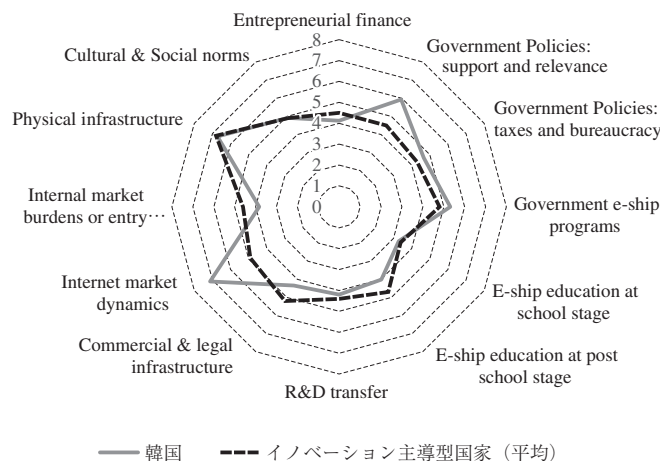 Entrepreneurial finance
Government Policies:
support and relevance
Government Policies:
taxes and bureaucracy
Government e-ship
programs
E-ship education at
school stage
E-ship education at post
school stage
R&D transfer
Commercial & legal
infrastructure
Internet market
dynamics
Internal market
burdens or entry…
Physical infrastructure
Cultural & Social norms
8
7
6
5
4
3
2
1
0
韓国
イノベーション主導型国家（平均）